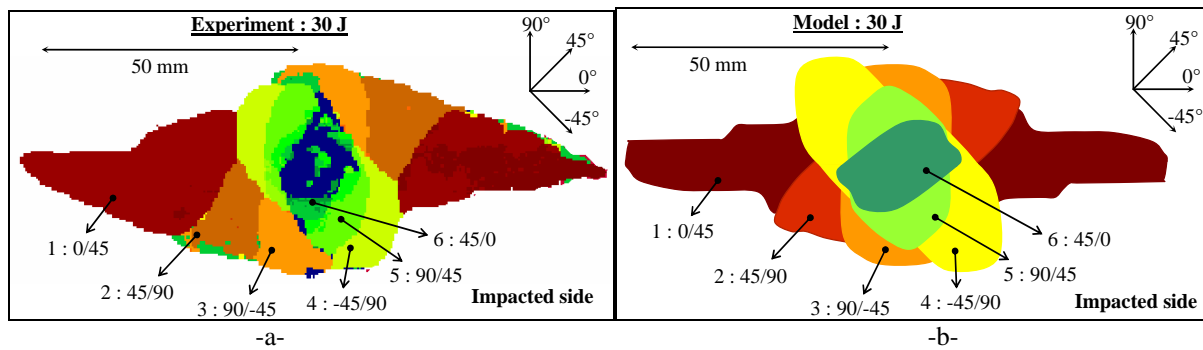 Experiment : 30 J
50 mm
90°
45°
0°
-45°
1 : 0/45
2 : 45/90
3 : 90/-45
4 : -45/90
5 : 90/45
6 : 45/0
Impacted side
-a-
Model : 30 J
50 mm
90°
45°
0°
-45°
1 : 0/45
2 : 45/90
3 : 90/-45
4 : -45/90
5 : 90/45
6 : 45/0
Impacted side
-b-